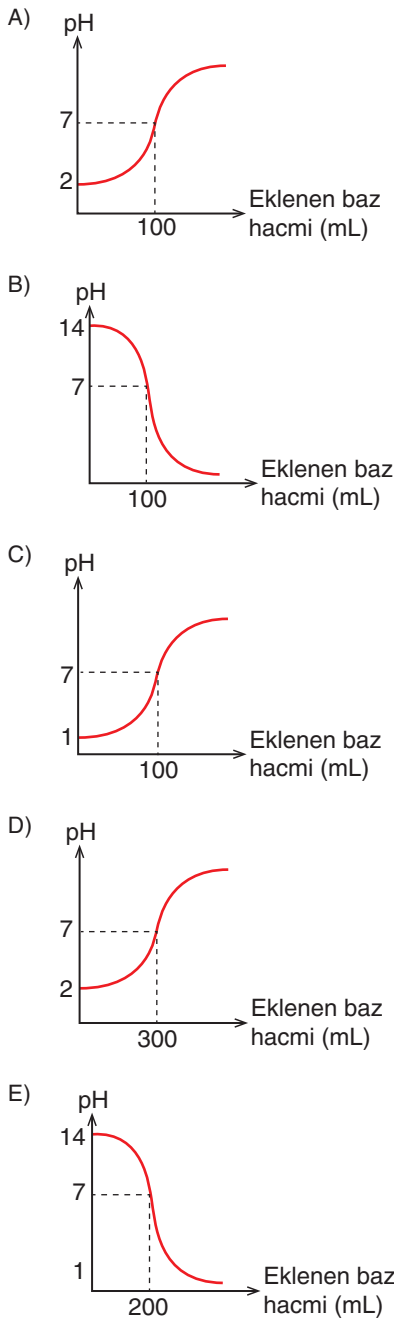 A)
pH
7
2
100
Eklenen baz
hacmi (mL)
B)
pH
14
7
100
Eklenen baz
hacmi (mL)
C)
pH
7
1
100
Eklenen baz
hacmi (mL)
D)
pH
7
2
300
Eklenen baz
hacmi (mL)
E)
pH
14
7
1
200
Eklenen baz
hacmi (mL)